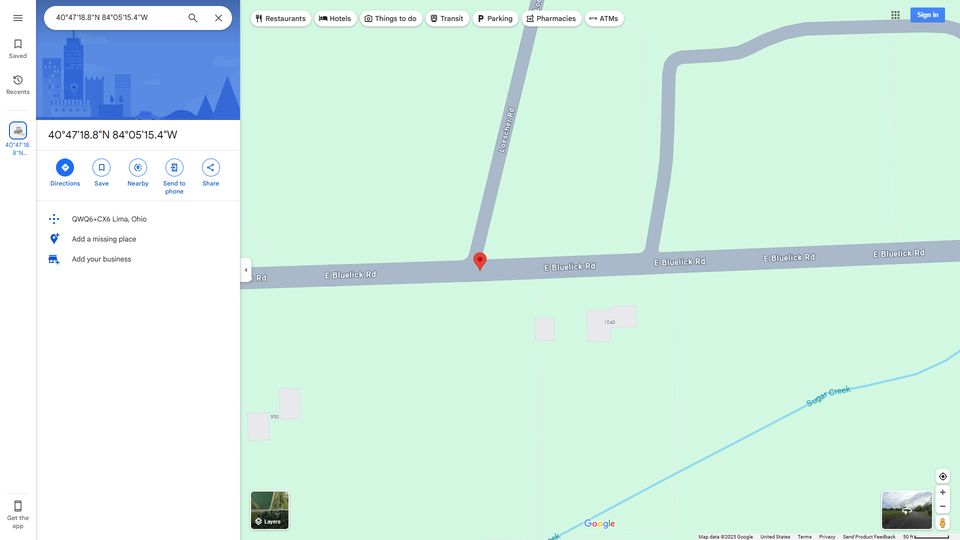 40°47'18.8"N 84°05'15.4"W
Restaurants
Hotels
Things to do
Transit
Parking
Pharmacies
ATMs
Sign in
Saved
Recents
40°47'18.
8"N...
40°47'18.8"N 84°05'15.4"W
Directions
Save
Nearby
Send to
phone
Share
QWQ6+CX6 Lima, Ohio
Add a missing place
Add your business
Loescher Rd
Rd
E Bluelick Rd
E Bluelick Rd
E Bluelick Rd
E Bluelick Rd
E Bluelick Rd
1040
950
Sugar Creek
Layers
Google
Get the
app
Map data ©2025 Google
United States
Terms
Privacy
Send Product Feedback
50 ft